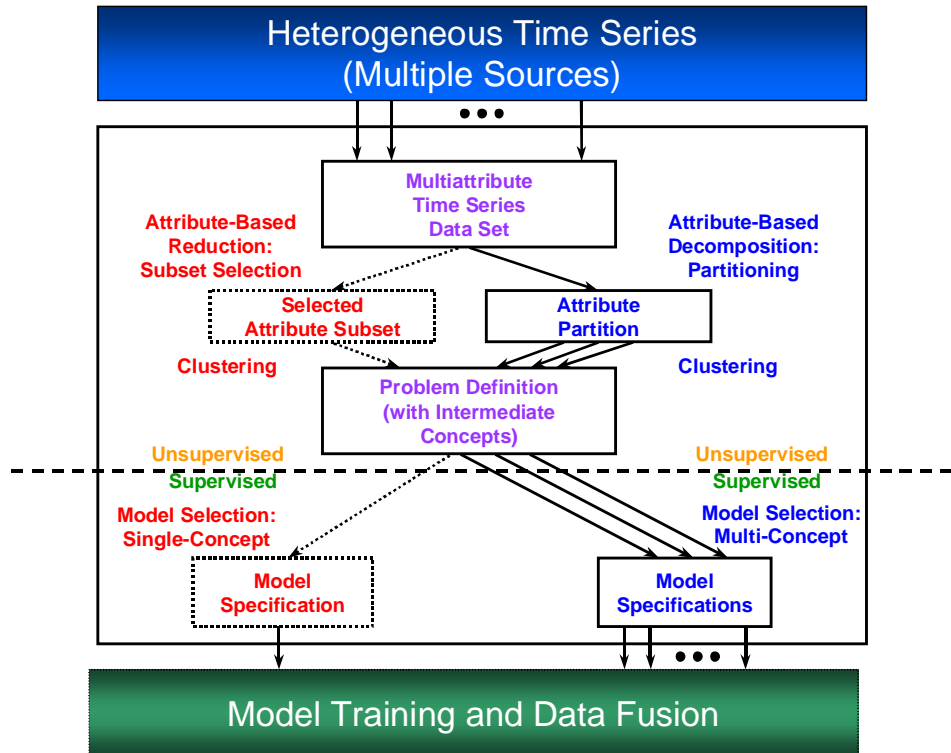 Heterogeneous Time Series
(Multiple Sources)
Multiattribute
Time Series
Data Set
Attribute-Based
Reduction:
Subset Selection
Attribute-Based
Decomposition:
Partitioning
Selected
Attribute Subset
Attribute
Partition
Clustering
Clustering
Problem Definition
(with Intermediate
Concepts)
Unsupervised
Unsupervised
Supervised
Supervised
Model Selection:
Single-Concept
Model Selection:
Multi-Concept
Model
Specification
Model
Specifications
Model Training and Data Fusion